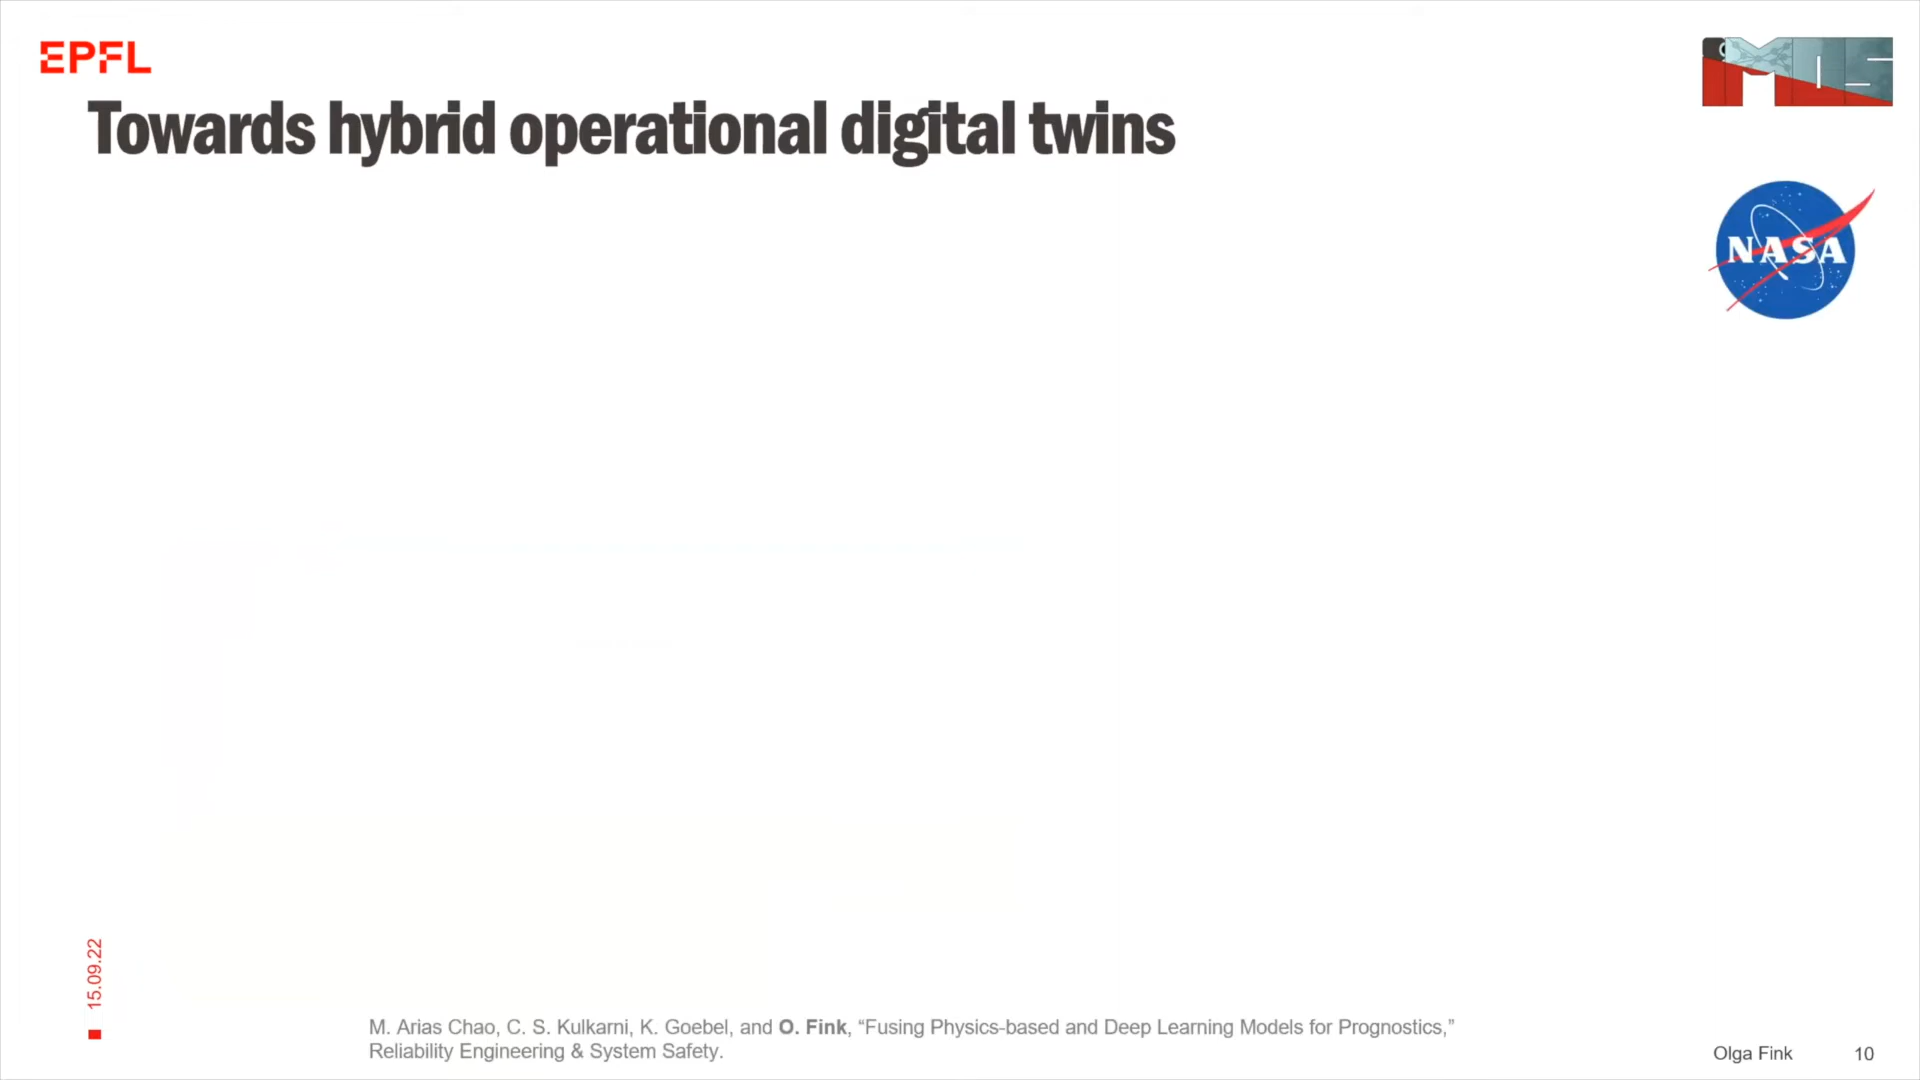 EPFL
Towards hybrid operational digital twins
NASA
15.09.22
M. Arias Chao, C. S. Kulkarni, K. Goebel, and O. Fink, “Fusing Physics-based and Deep Learning Models for Prognostics,”
Reliability Engineering & System Safety.
Olga Fink
10